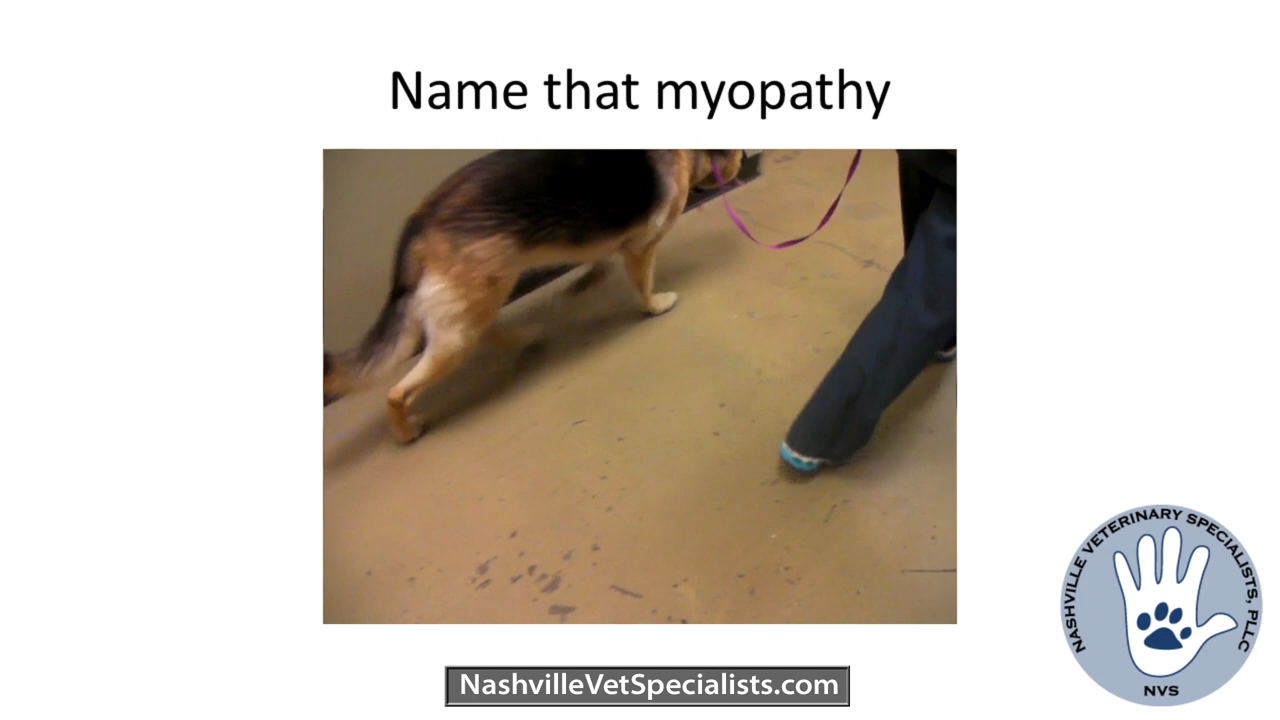 Name that myopathy
NashvilleVetSpecialists.com
NASHVILLE VETERINARY SPECIALISTS, PLLC
NVS